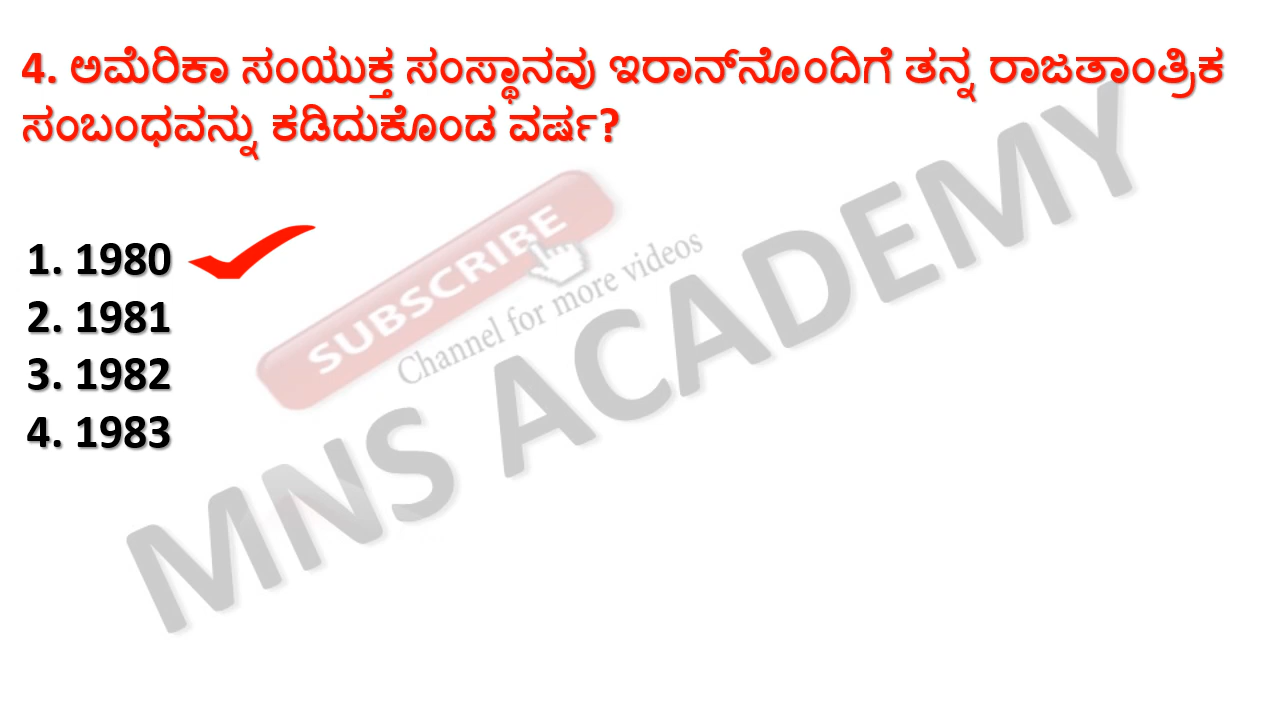 4. ಅಮೆರಿಕಾ ಸಂಯುಕ್ತ ಸಂಸ್ಥಾನವು ಇರಾನ್‌ನೊಂದಿಗೆ ತನ್ನ ರಾಜತಾಂತ್ರಿಕ
ಸಂಬಂಧವನ್ನು ಕಡಿದುಕೊಂಡ ವರ್ಷ?
1. 1980
2. 1981
3. 1982
4. 1983
SUBSCRIBE
Channel for more videos
MNS ACADEMY